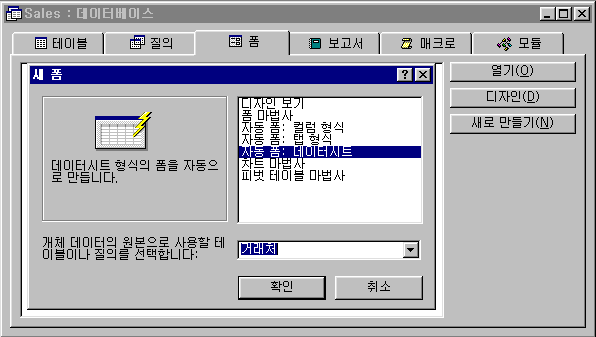 Sales : 데이터베이스
테이블 질의 폼 보고서 매크로 모듈
새 폼
열기(O)
디자인(D)
새로 만들기(N)
데이터시트 형식의 폼을 자동으
로 만듭니다.
디자인 보기
폼 마법사
자동 폼: 컬럼 형식
자동 폼: 탭 형식
자동 폼: 데이터시트
차트 마법사
피벗 테이블 마법사
개체 데이터의 원본으로 사용할 테
이블이나 질의를 선택합니다:
거래처
확인 취소